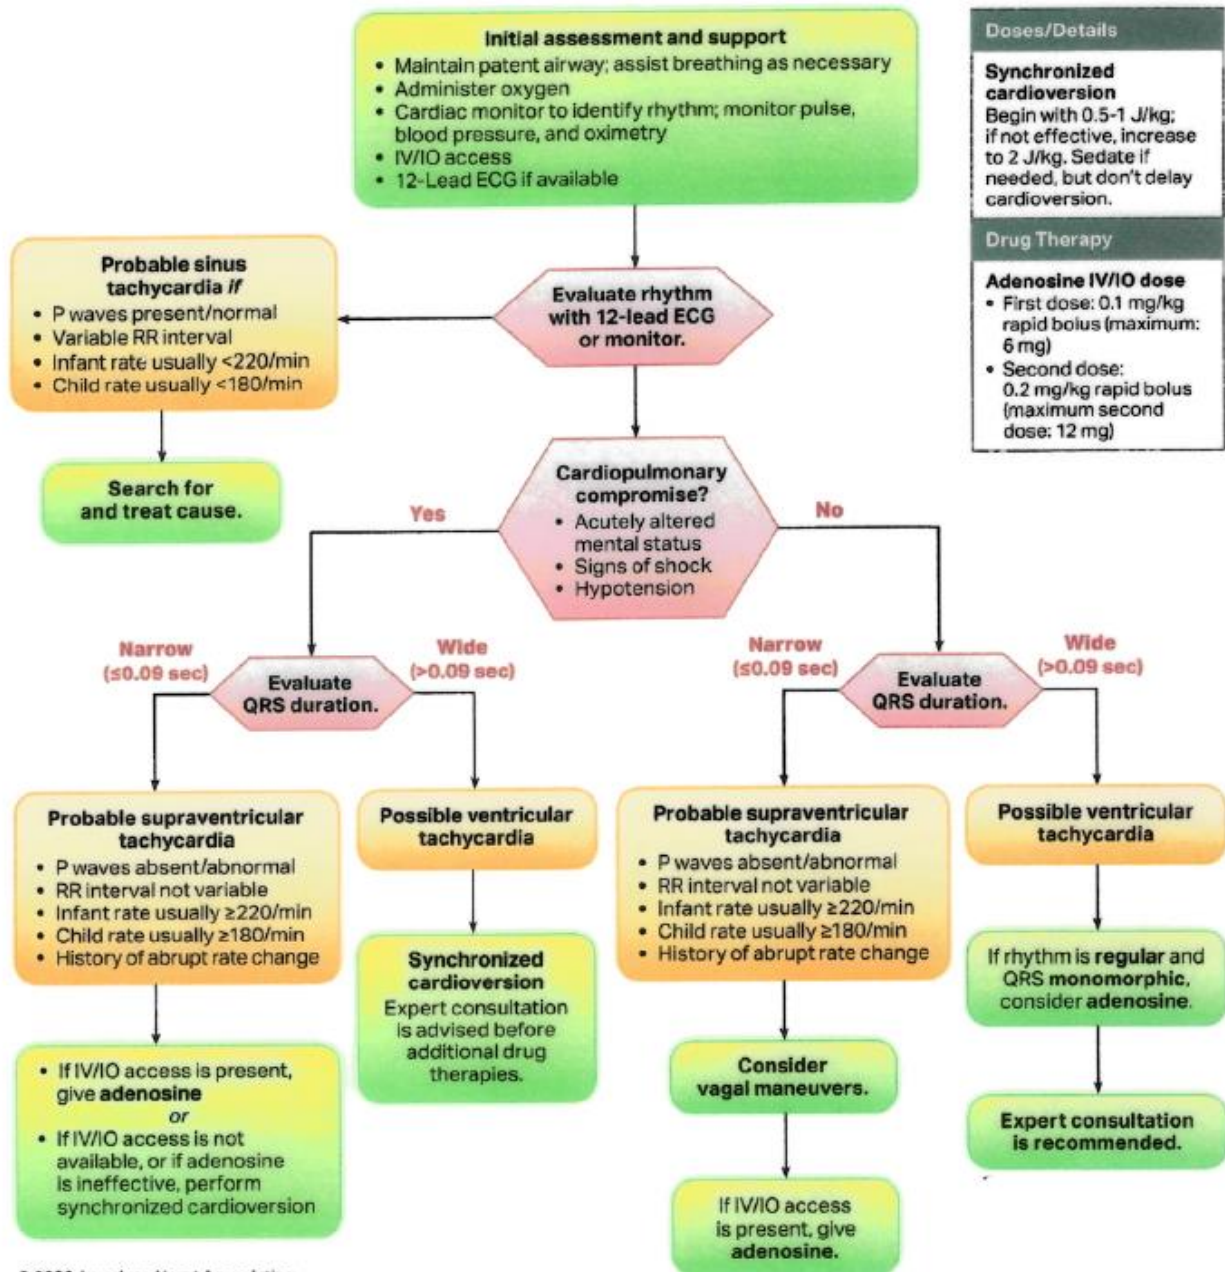 Initial assessment and support
• Maintain patent airway; assist breathing as necessary
• Administer oxygen
• Cardiac monitor to identify rhythm; monitor pulse,
blood pressure, and oximetry
• IV/IO access
• 12-Lead ECG if available
Doses/Details
Synchronized
cardioversion
Begin with 0.5-1 J/kg;
if not effective, increase
to 2 J/kg. Sedate if
needed, but don't delay
cardioversion.
Drug Therapy
Adenosine IV/IO dose
• First dose: 0.1 mg/kg
rapid bolus (maximum:
6 mg)
• Second dose:
0.2 mg/kg rapid bolus
(maximum second
dose: 12 mg)
Probable sinus
tachycardia if
• P waves present/normal
• Variable RR interval
• Infant rate usually <220/min
• Child rate usually <180/min
Evaluate rhythm
with 12-lead ECG
or monitor.
Search for
and treat cause.
Cardiopulmonary
compromise?
• Acutely altered
mental status
• Signs of shock
• Hypotension
Yes
No
Narrow
(≤0.09 sec)
Wide
(>0.09 sec)
Evaluate
QRS duration.
Narrow
(≤0.09 sec)
Wide
(>0.09 sec)
Evaluate
QRS duration.
Probable supraventricular
tachycardia
• P waves absent/abnormal
• RR interval not variable
• Infant rate usually ≥220/min
• Child rate usually ≥180/min
• History of abrupt rate change
Possible ventricular
tachycardia
Probable supraventricular
tachycardia
• P waves absent/abnormal
• RR interval not variable
• Infant rate usually ≥220/min
• Child rate usually ≥180/min
• History of abrupt rate change
Possible ventricular
tachycardia
Synchronized
cardioversion
Expert consultation
is advised before
additional drug
therapies.
If rhythm is regular and
QRS monomorphic,
consider adenosine.
• If IV/IO access is present,
give adenosine
or
• If IV/IO access is not
available, or if adenosine
is ineffective, perform
synchronized cardioversion
Consider
vagal maneuvers.
Expert consultation
is recommended.
If IV/IO access
is present, give
adenosine.